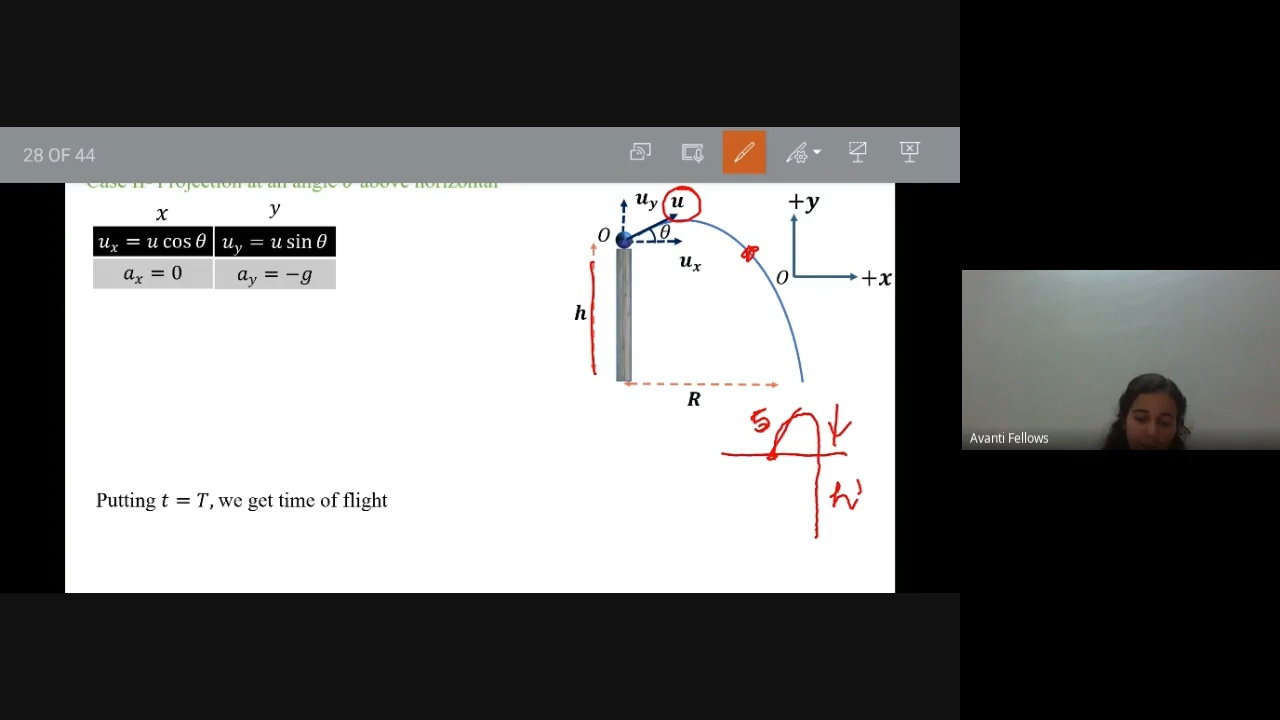 28 OF 44
Case II- Projection at an angle θ above horizontal
x y
u_x = u cos θ u_y = u sin θ
a_x = 0 a_y = −g
u_y u
O θ
u_x
h
R
+y
O +x
5
h'
Putting t = T, we get time of flight
Avanti Fellows